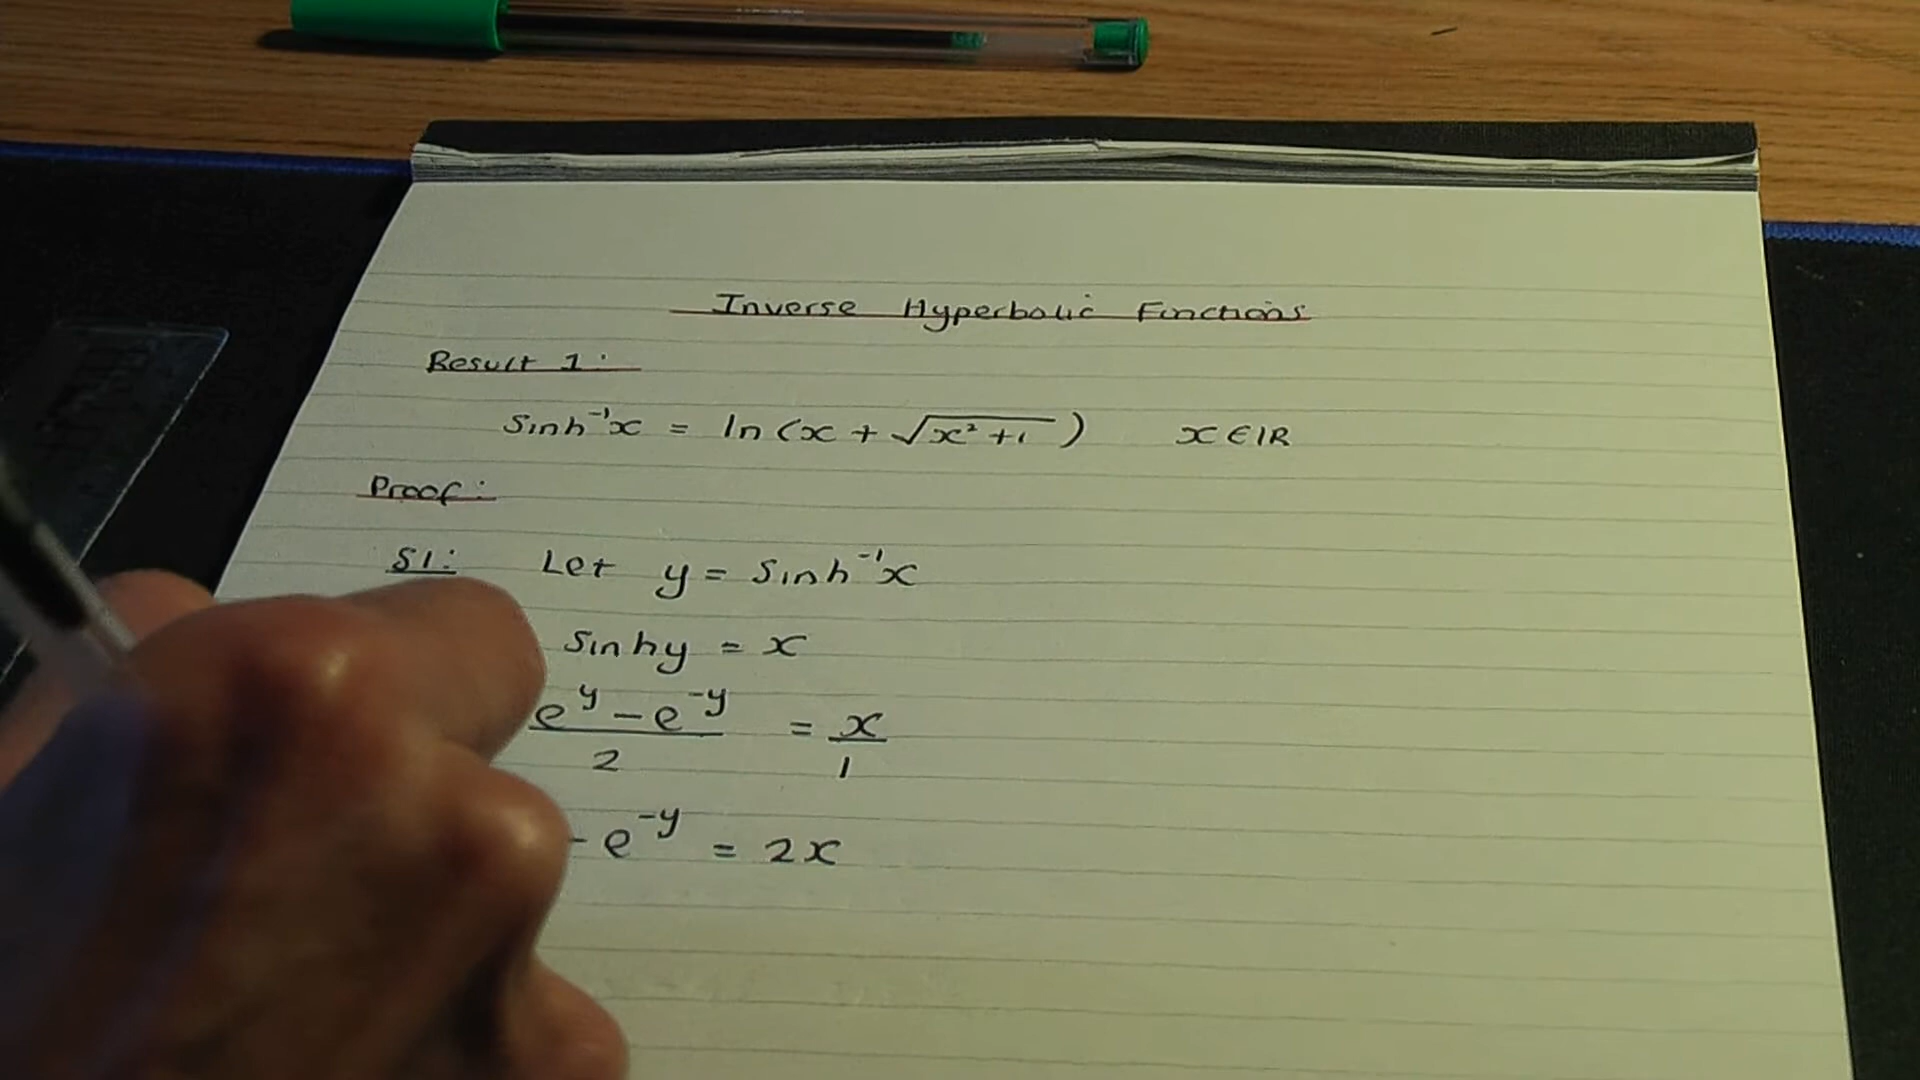 Inverse Hyperbolic Functions
Result 1:
Sinh⁻¹x = ln(x + √(x² + 1)) x ∈ ℝ
Proof:
S1: Let y = Sinh⁻¹x
Sinhy = x
(e^y − e^(-y))/2 = x/1
- e^(-y) = 2x